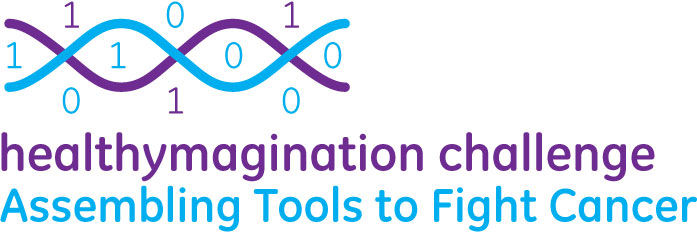 1 0 1
1 1 0 0
0 1 0
healthymagination challenge
Assembling Tools to Fight Cancer